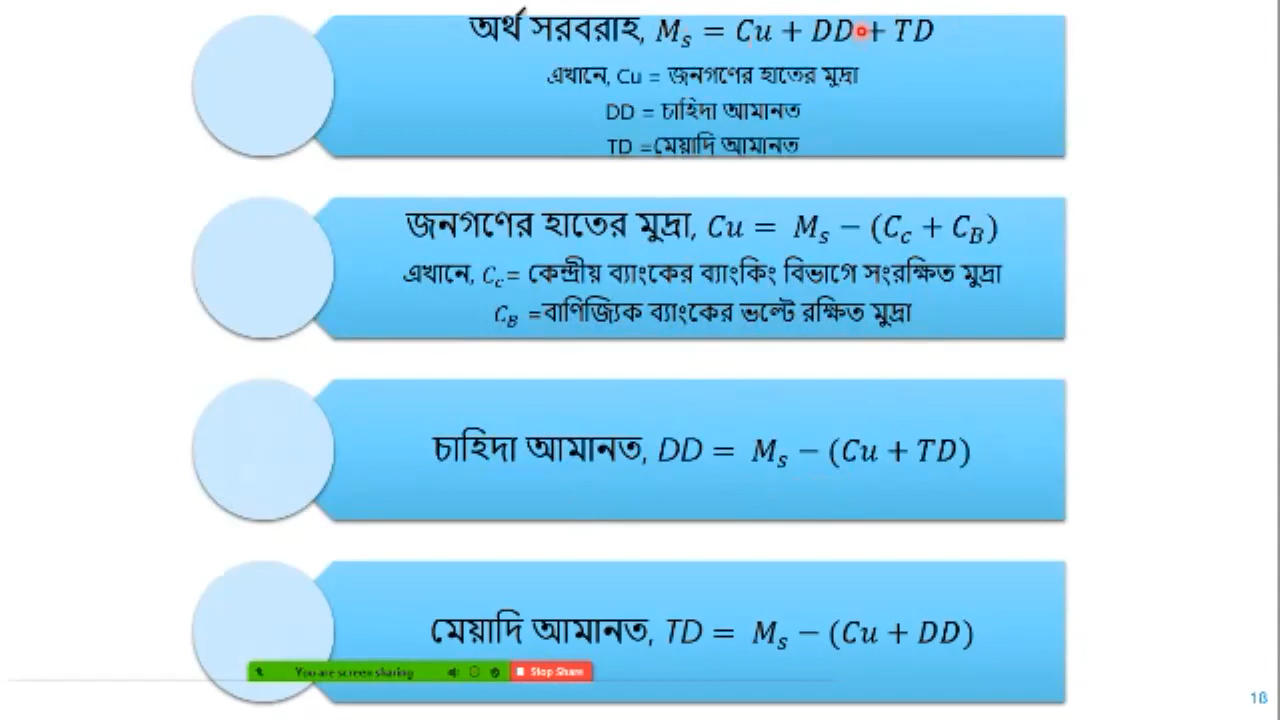 অর্থ সরবরাহ, Mₛ = Cu + DD + TD
এখানে, Cu = জনগণের হাতের মুদ্রা
DD = চাহিদা আমানত
TD =মেয়াদি আমানত
জনগণের হাতের মুদ্রা, Cu = Mₛ − (C_c + C_B)
এখানে, C_c= কেন্দ্রীয় ব্যাংকের ব্যাংকিং বিভাগে সংরক্ষিত মুদ্রা
C_B =বাণিজ্যিক ব্যাংকের ভল্টে রক্ষিত মুদ্রা
চাহিদা আমানত, DD = Mₛ − (Cu + TD)
মেয়াদি আমানত, TD = Mₛ − (Cu + DD)
You are screen sharing
Stop Share
18